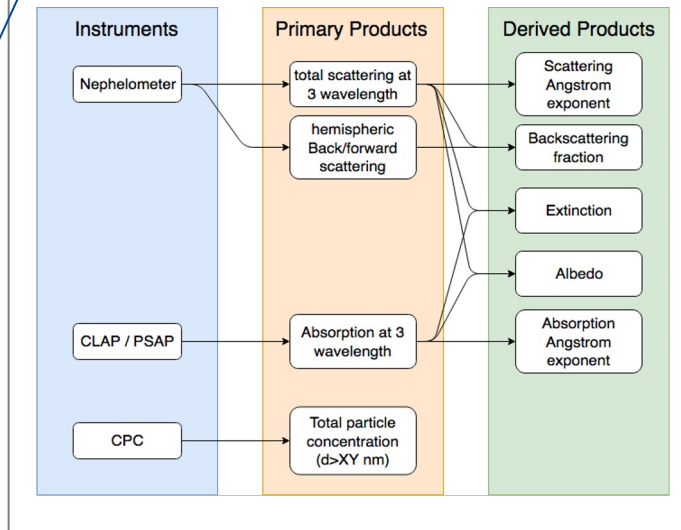 Instruments
Primary Products
Derived Products
Nephelometer
total scattering at
3 wavelength
Scattering
Angstrom
exponent
hemispheric
Back/forward
scattering
Backscattering
fraction
Extinction
Albedo
CLAP / PSAP
Absorption at 3
wavelength
Absorption
Angstrom
exponent
CPC
Total particle
concentration
(d>XY nm)